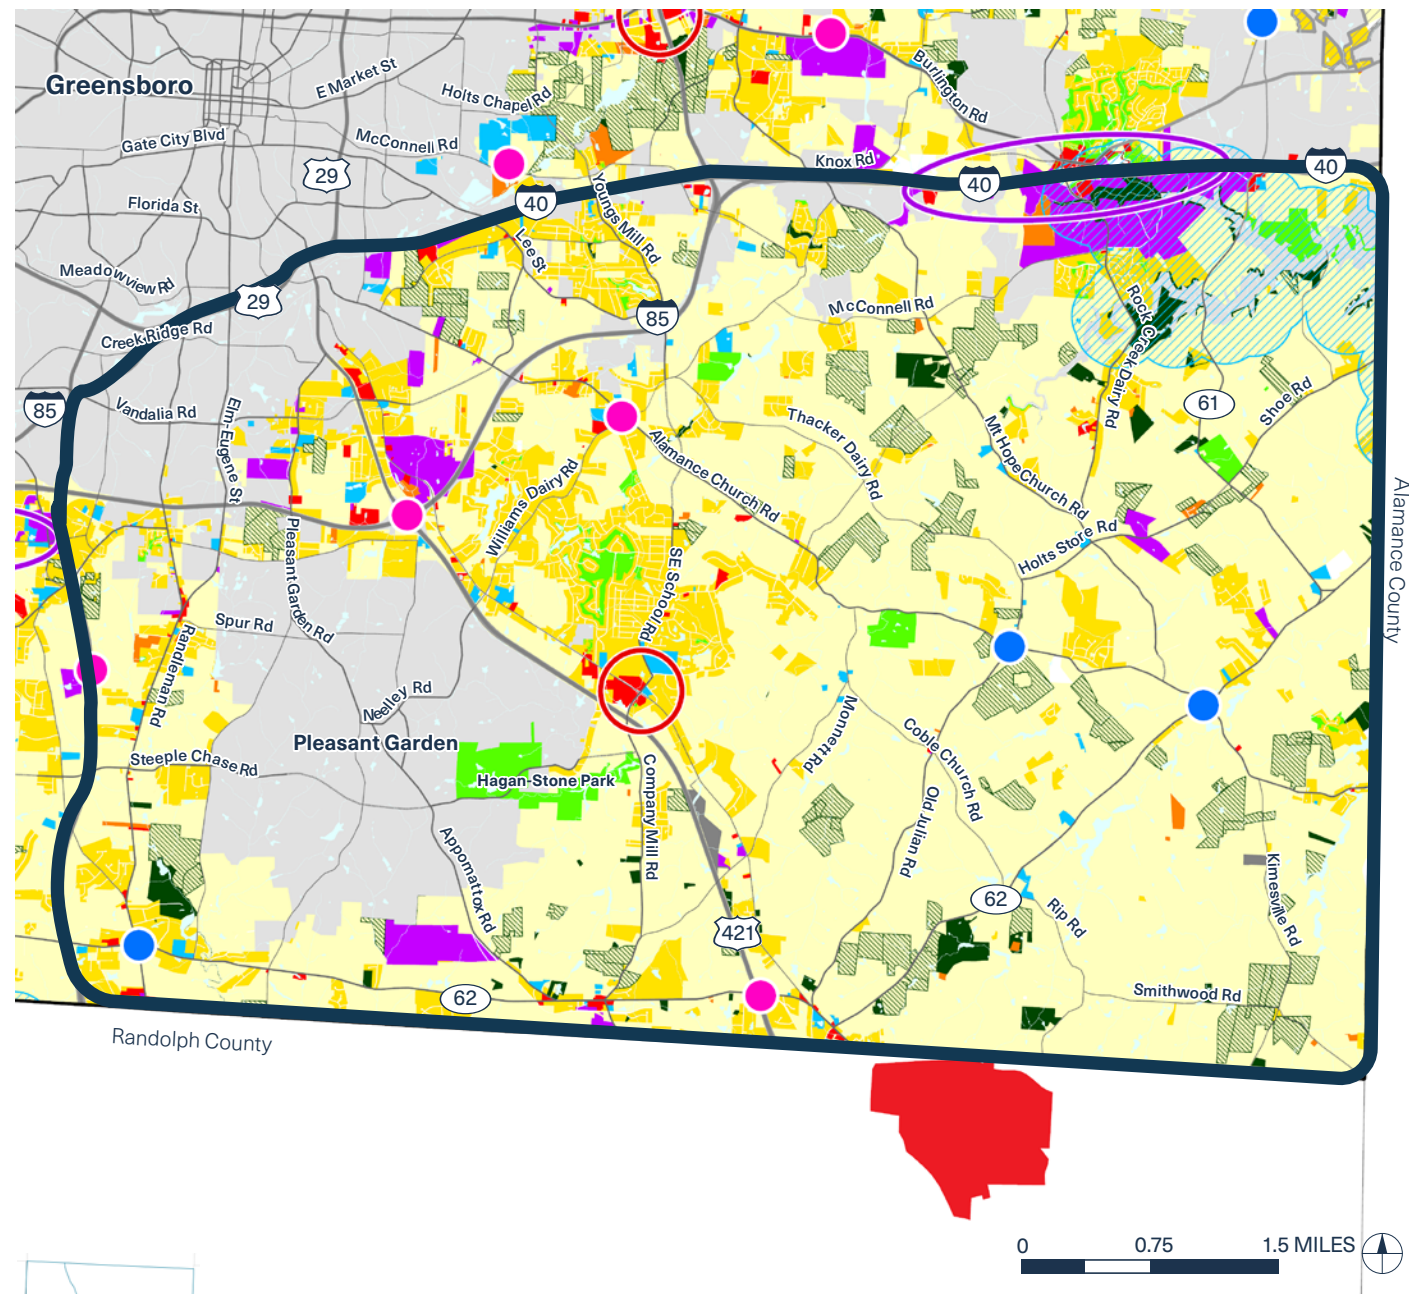 Greensboro
E Market St
Holts Chapel Rd
Burlington Rd
Gate City Blvd
McConnell Rd
29
Knox Rd
40
40
40
Florida St
Youngs Mill Rd
Lee St
Meadowview Rd
29
85
McConnell Rd
Rock Creek Dairy Rd
Creek Ridge Rd
85
Vandalia Rd
Elm-Eugene St
61
Shoe Rd
Thacker Dairy Rd
Mt Hope Church Rd
Alamance Church Rd
Williams Dairy Rd
Alamance County
Holts Store Rd
Pleasant Garden Rd
SE School Rd
Spur Rd
Randleman Rd
Neelley Rd
Monnett Rd
Coble Church Rd
Pleasant Garden
Steeple Chase Rd
Hagan-Stone Park
Company Mill Rd
Old Julian Rd
Appomattox Rd
Kimesville Rd
62
Rip Rd
421
62
Smithwood Rd
Randolph County
0 0.75 1.5 MILES